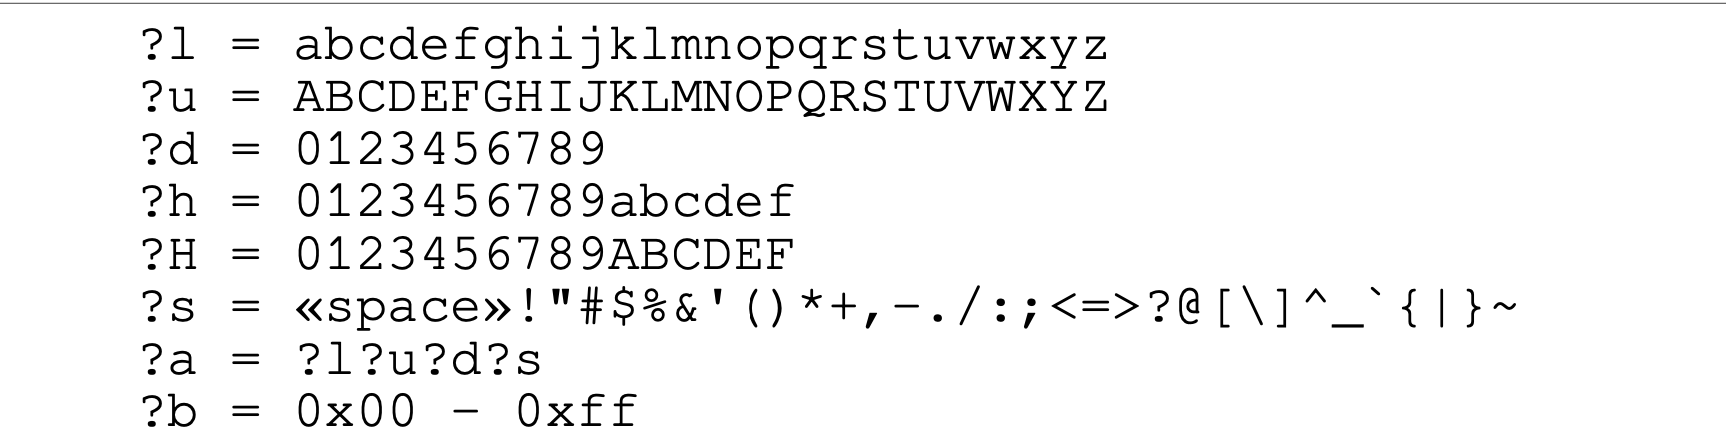 ?l = abcdefghijklmnopqrstuvwxyz
?u = ABCDEFGHIJKLMNOPQRSTUVWXYZ
?d = 0123456789
?h = 0123456789abcdef
?H = 0123456789ABCDEF
?s = «space»!"#$%&'()*+,-./:;<=>?@[\]^_`{|}~
?a = ?l?u?d?s
?b = 0x00 - 0xff